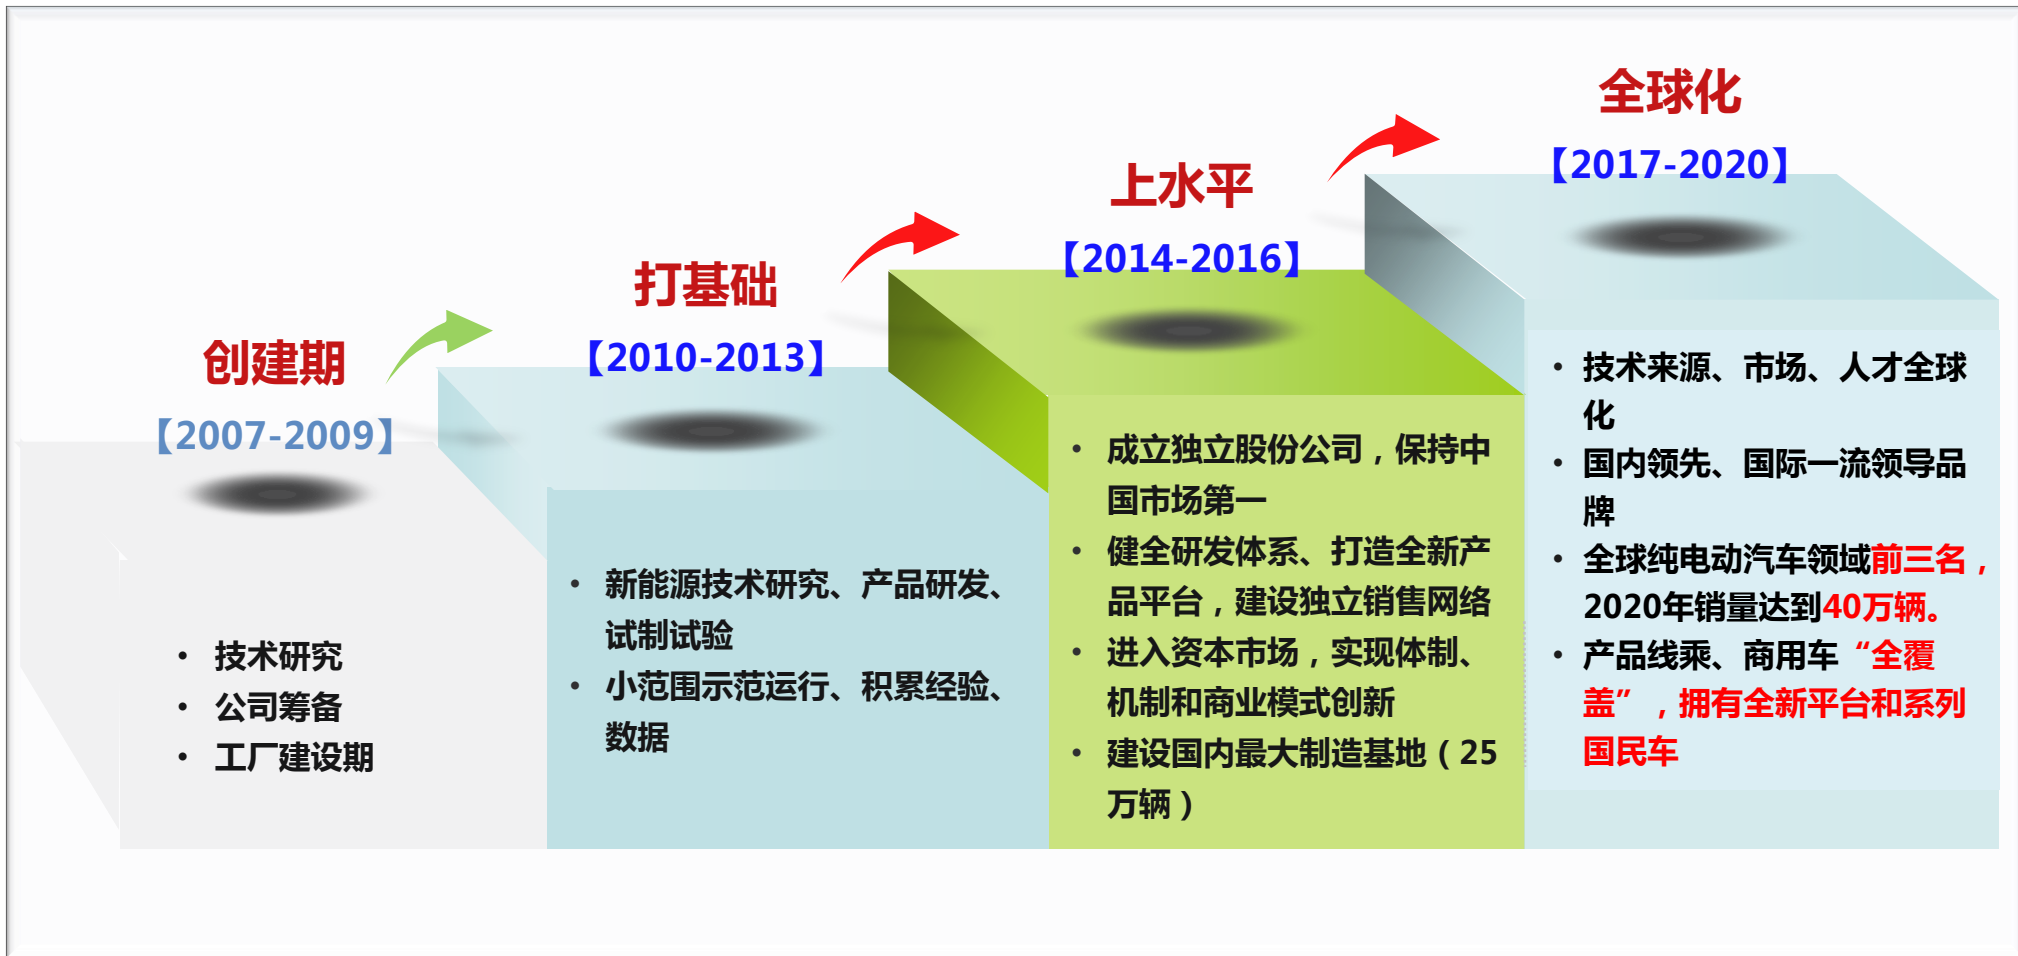 创建期
【2007-2009】
• 技术研究
• 公司筹备
• 工厂建设期
打基础
【2010-2013】
• 新能源技术研究、产品研发、
试制试验
• 小范围示范运行、积累经验、
数据
上水平
【2014-2016】
• 成立独立股份公司，保持中
国市场第一
• 健全研发体系、打造全新产
品平台，建设独立销售网络
• 进入资本市场，实现体制、
机制和商业模式创新
• 建设国内最大制造基地（25
万辆）
全球化
【2017-2020】
• 技术来源、市场、人才全球
化
• 国内领先、国际一流领导品
牌
• 全球纯电动汽车领域前三名，
2020年销量达到40万辆。
• 产品线乘、商用车“全覆
盖”，拥有全新平台和系列
国民车